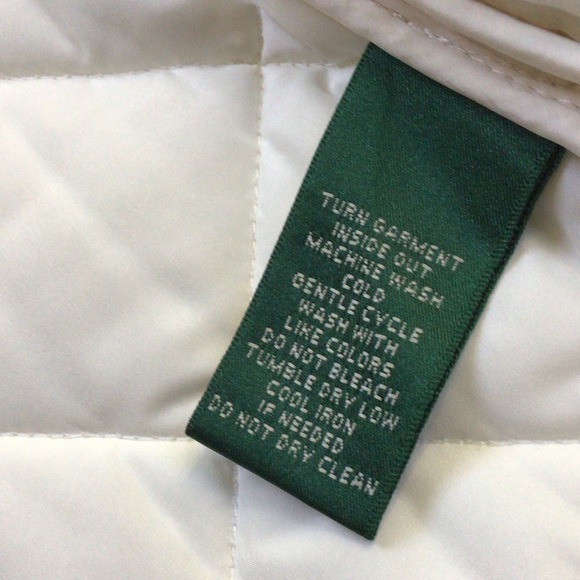 TURN GARMENT
INSIDE OUT
MACHINE WASH
COLD
GENTLE CYCLE
WASH WITH
LIKE COLORS
DO NOT BLEACH
TUMBLE DRY LOW
COOL IRON
IF NEEDED
DO NOT DRY CLEAN